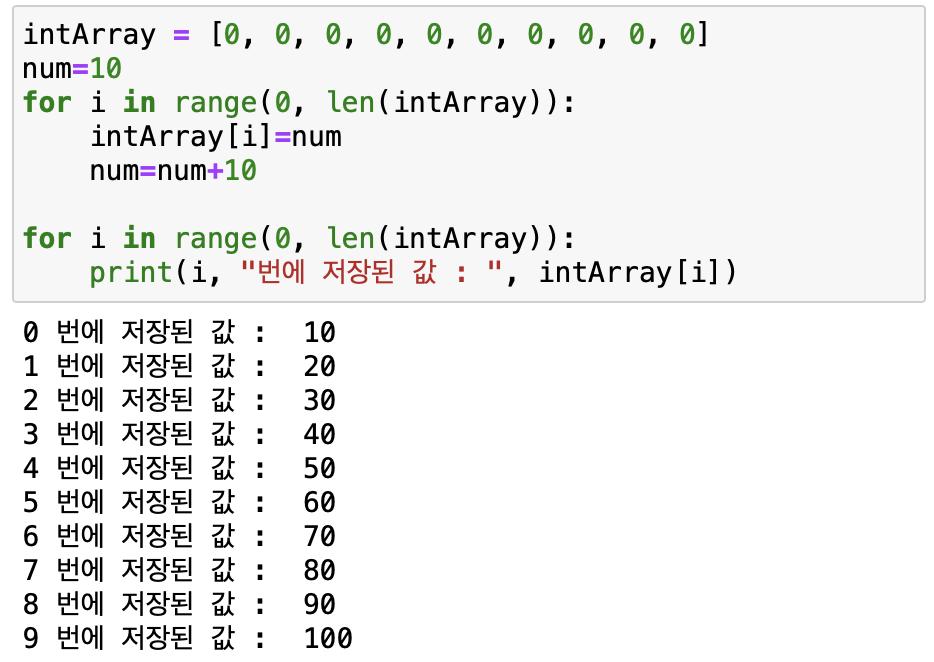 intArray = [0, 0, 0, 0, 0, 0, 0, 0, 0, 0]
num=10
for i in range(0, len(intArray)):
    intArray[i]=num
    num=num+10

for i in range(0, len(intArray)):
    print(i, "번에 저장된 값 : ", intArray[i])
0 번에 저장된 값 :  10
1 번에 저장된 값 :  20
2 번에 저장된 값 :  30
3 번에 저장된 값 :  40
4 번에 저장된 값 :  50
5 번에 저장된 값 :  60
6 번에 저장된 값 :  70
7 번에 저장된 값 :  80
8 번에 저장된 값 :  90
9 번에 저장된 값 :  100